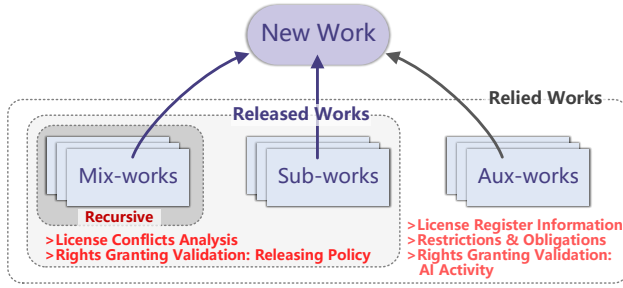 New Work
Relied Works
Released Works
Mix-works
Sub-works
Aux-works
Recursive
>License Conflicts Analysis
>Rights Granting Validation: Releasing Policy
>License Register Information
>Restrictions & Obligations
>Rights Granting Validation:
AI Activity